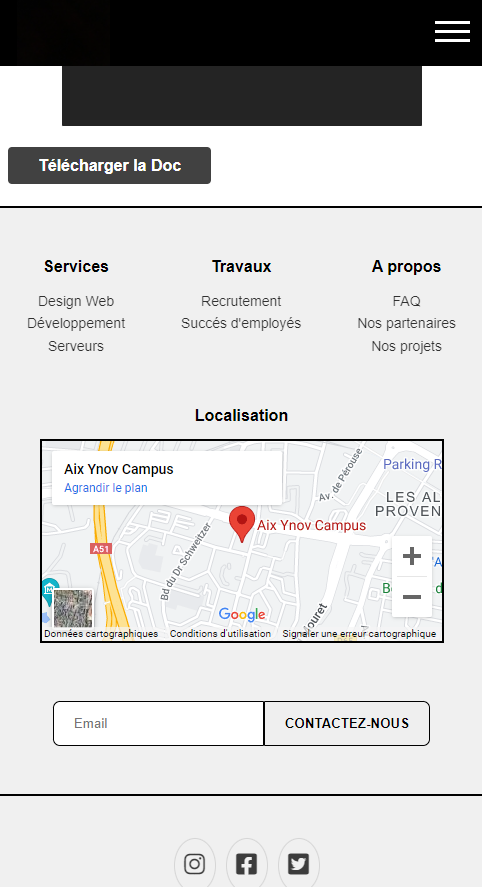 Télécharger la Doc
Services
Travaux
A propos
Design Web
Recrutement
FAQ
Développement
Succés d'employés
Nos partenaires
Serveurs
Nos projets
Localisation
Aix Ynov Campus
Agrandir le plan
Av. de Pérouse
Parking R
LES AL
PROVEN
Aix Ynov Campus
A51
Bd du Dr Schweitzer
Google
Données cartographiques
Conditions d'utilisation
Signaler une erreur cartographique
Email
CONTACTEZ-NOUS